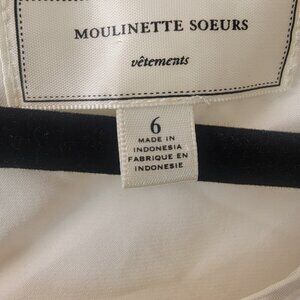 MOULINETTE SOEURS
vêtements
6
MADE IN
INDONESIA
FABRIQUE EN
INDONESIE